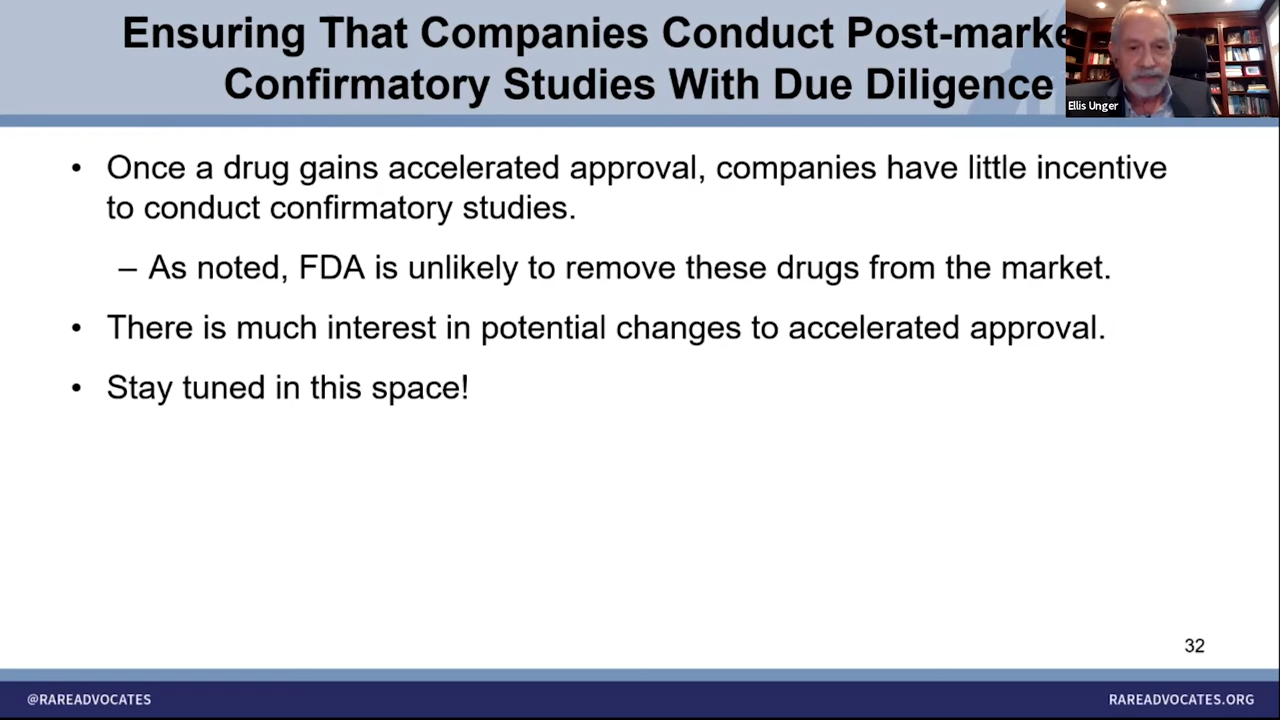 Ensuring That Companies Conduct Post-marke
Confirmatory Studies With Due Diligence
Ellis Unger
• Once a drug gains accelerated approval, companies have little incentive
to conduct confirmatory studies.
– As noted, FDA is unlikely to remove these drugs from the market.
• There is much interest in potential changes to accelerated approval.
• Stay tuned in this space!
32
@RAREADVOCATES
RAREADVOCATES.ORG